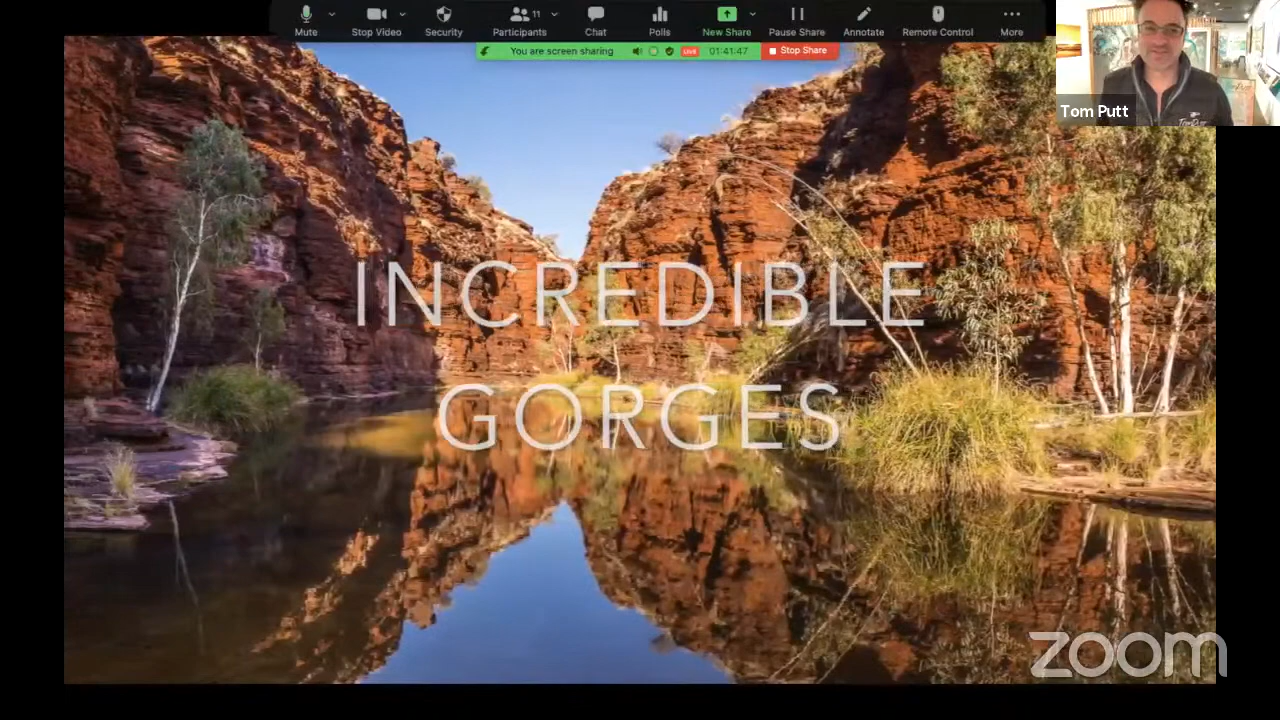 Mute
Stop Video
Security
Participants
11
Chat
Polls
New Share
Pause Share
Annotate
Remote Control
More
You are screen sharing
LIVE
01:41:47
Stop Share
Tom Putt
INCREDIBLE
GORGES
zoom